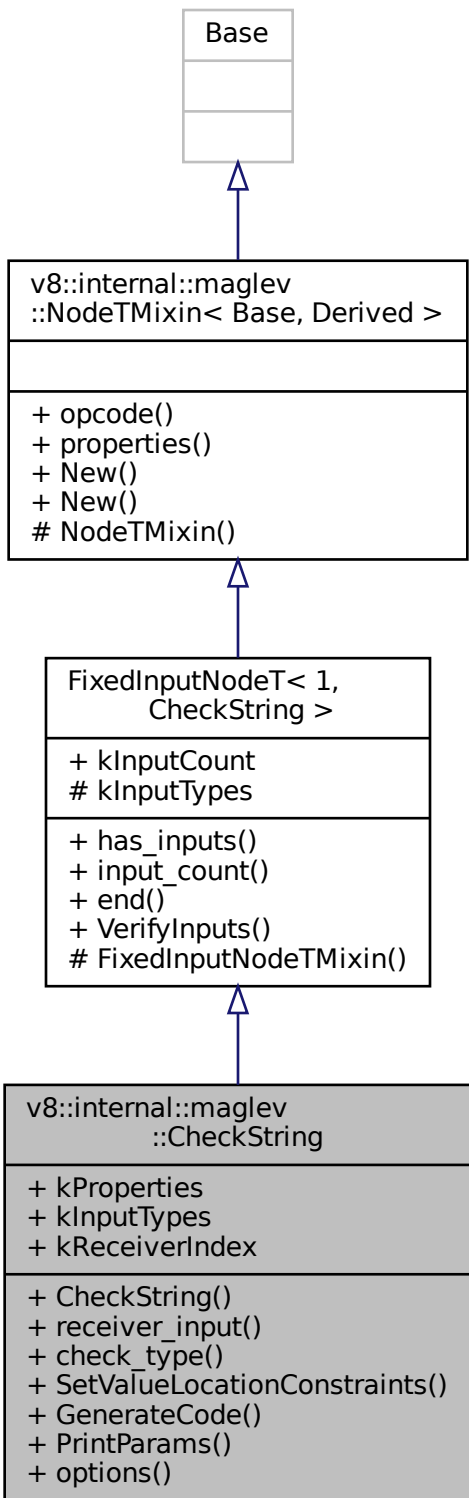 Base
v8::internal::maglev
::NodeTMixin< Base, Derived >
+ opcode()
+ properties()
+ New()
+ New()
# NodeTMixin()
FixedInputNodeT< 1,
CheckString >
+ kInputCount
# kInputTypes
+ has_inputs()
+ input_count()
+ end()
+ VerifyInputs()
# FixedInputNodeTMixin()
v8::internal::maglev
::CheckString
+ kProperties
+ kInputTypes
+ kReceiverIndex
+ CheckString()
+ receiver_input()
+ check_type()
+ SetValueLocationConstraints()
+ GenerateCode()
+ PrintParams()
+ options()